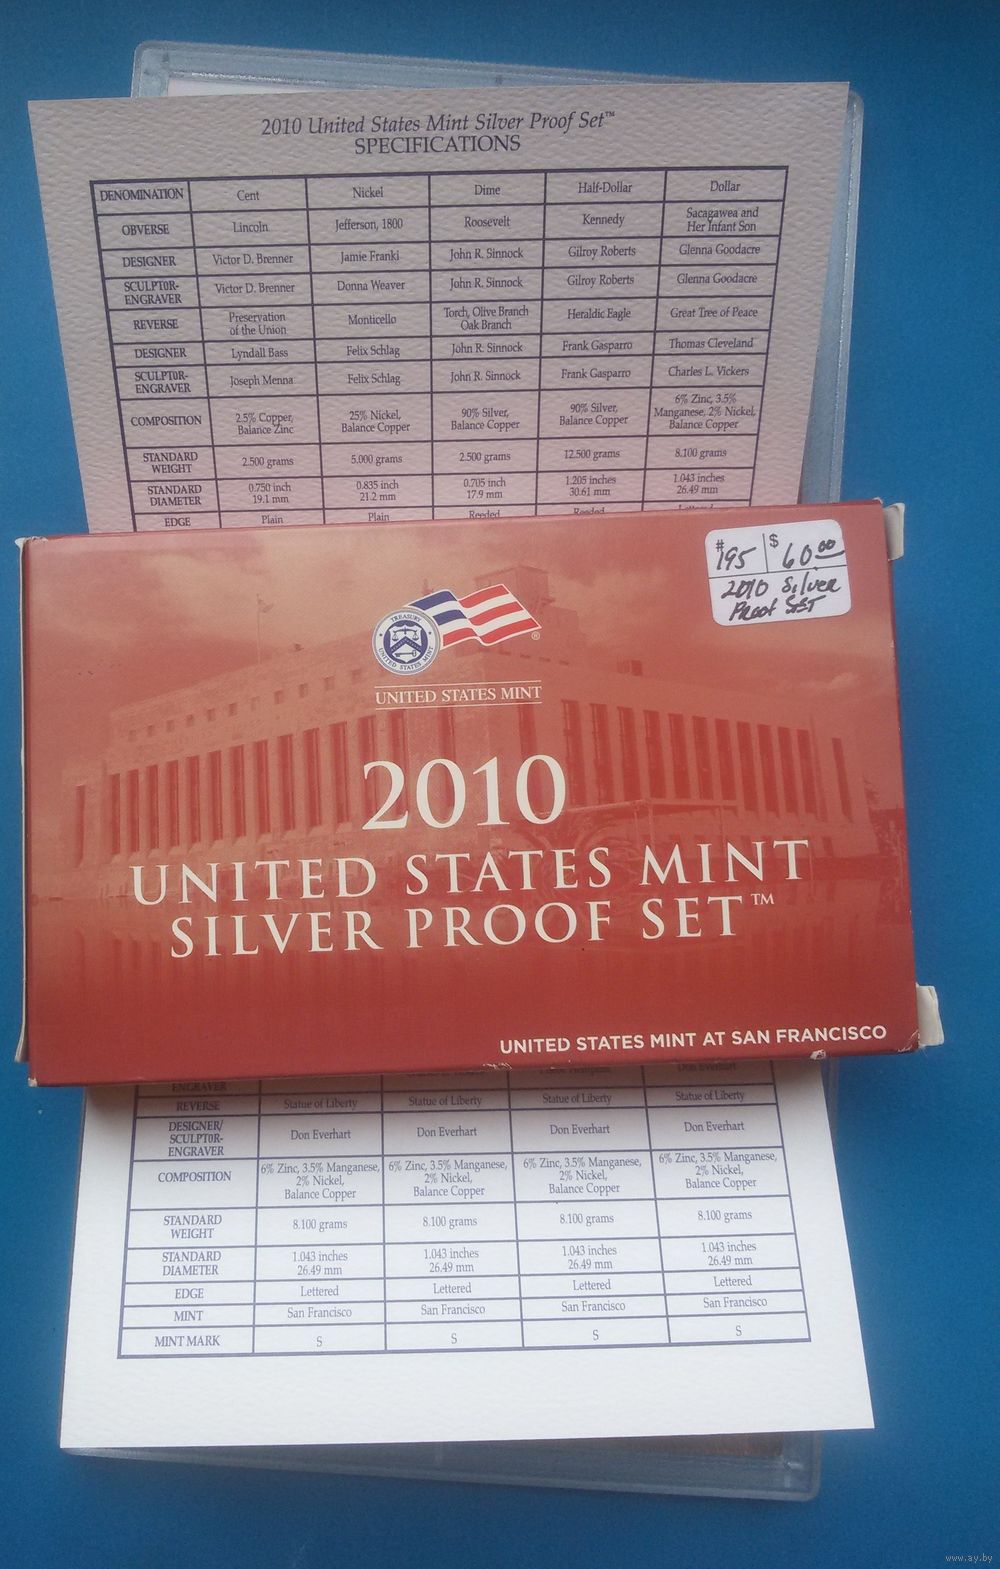 2010 United States Mint Silver Proof Set™
SPECIFICATIONS
DENOMINATION Cent Nickel Dime Half-Dollar Dollar
OBVERSE Lincoln Jefferson, 1800 Roosevelt Kennedy Sacagawea and
Her Infant Son
DESIGNER Victor D. Brenner Jamie Franki John R. Sinnock Gilroy Roberts Glenna Goodacre
SCULPTOR-
ENGRAVER Victor D. Brenner Donna Weaver John R. Sinnock Gilroy Roberts Glenna Goodacre
REVERSE Preservation
of the Union Monticello Torch, Olive Branch
Oak Branch Heraldic Eagle Great Tree of Peace
DESIGNER Lyndall Bass Felix Schlag John R. Sinnock Frank Gasparro Thomas Cleveland
SCULPTOR-
ENGRAVER Joseph Menna Felix Schlag John R. Sinnock Frank Gasparro Charles L. Vickers
COMPOSITION 2.5% Copper,
Balance Zinc 25% Nickel,
Balance Copper 90% Silver,
Balance Copper 90% Silver,
Balance Copper 6% Zinc, 3.5%
Manganese, 2% Nickel,
Balance Copper
STANDARD
WEIGHT 2.500 grams 5.000 grams 2.500 grams 12.500 grams 8.100 grams
STANDARD
DIAMETER 0.750 inch
19.1 mm 0.835 inch
21.2 mm 0.705 inch
17.9 mm 1.205 inches
30.61 mm 1.043 inches
26.49 mm
EDGE Plain Plain Reeded Reeded Lettered
#195 $60.00
2010 Silver
Proof SET
TREASURY
UNITED STATES MINT
®
UNITED STATES MINT
2010
UNITED STATES MINT
SILVER PROOF SET™
UNITED STATES MINT AT SAN FRANCISCO
ENGRAVER Don Everhart
REVERSE Statue of Liberty Statue of Liberty Statue of Liberty Statue of Liberty
DESIGNER/
SCULPTOR-
ENGRAVER Don Everhart Don Everhart Don Everhart Don Everhart
COMPOSITION 6% Zinc, 3.5% Manganese,
2% Nickel,
Balance Copper 6% Zinc, 3.5% Manganese,
2% Nickel,
Balance Copper 6% Zinc, 3.5% Manganese,
2% Nickel,
Balance Copper 6% Zinc, 3.5% Manganese,
2% Nickel,
Balance Copper
STANDARD
WEIGHT 8.100 grams 8.100 grams 8.100 grams 8.100 grams
STANDARD
DIAMETER 1.043 inches
26.49 mm 1.043 inches
26.49 mm 1.043 inches
26.49 mm 1.043 inches
26.49 mm
EDGE Lettered Lettered Lettered Lettered
MINT San Francisco San Francisco San Francisco San Francisco
MINT MARK S S S S
www.ay.by